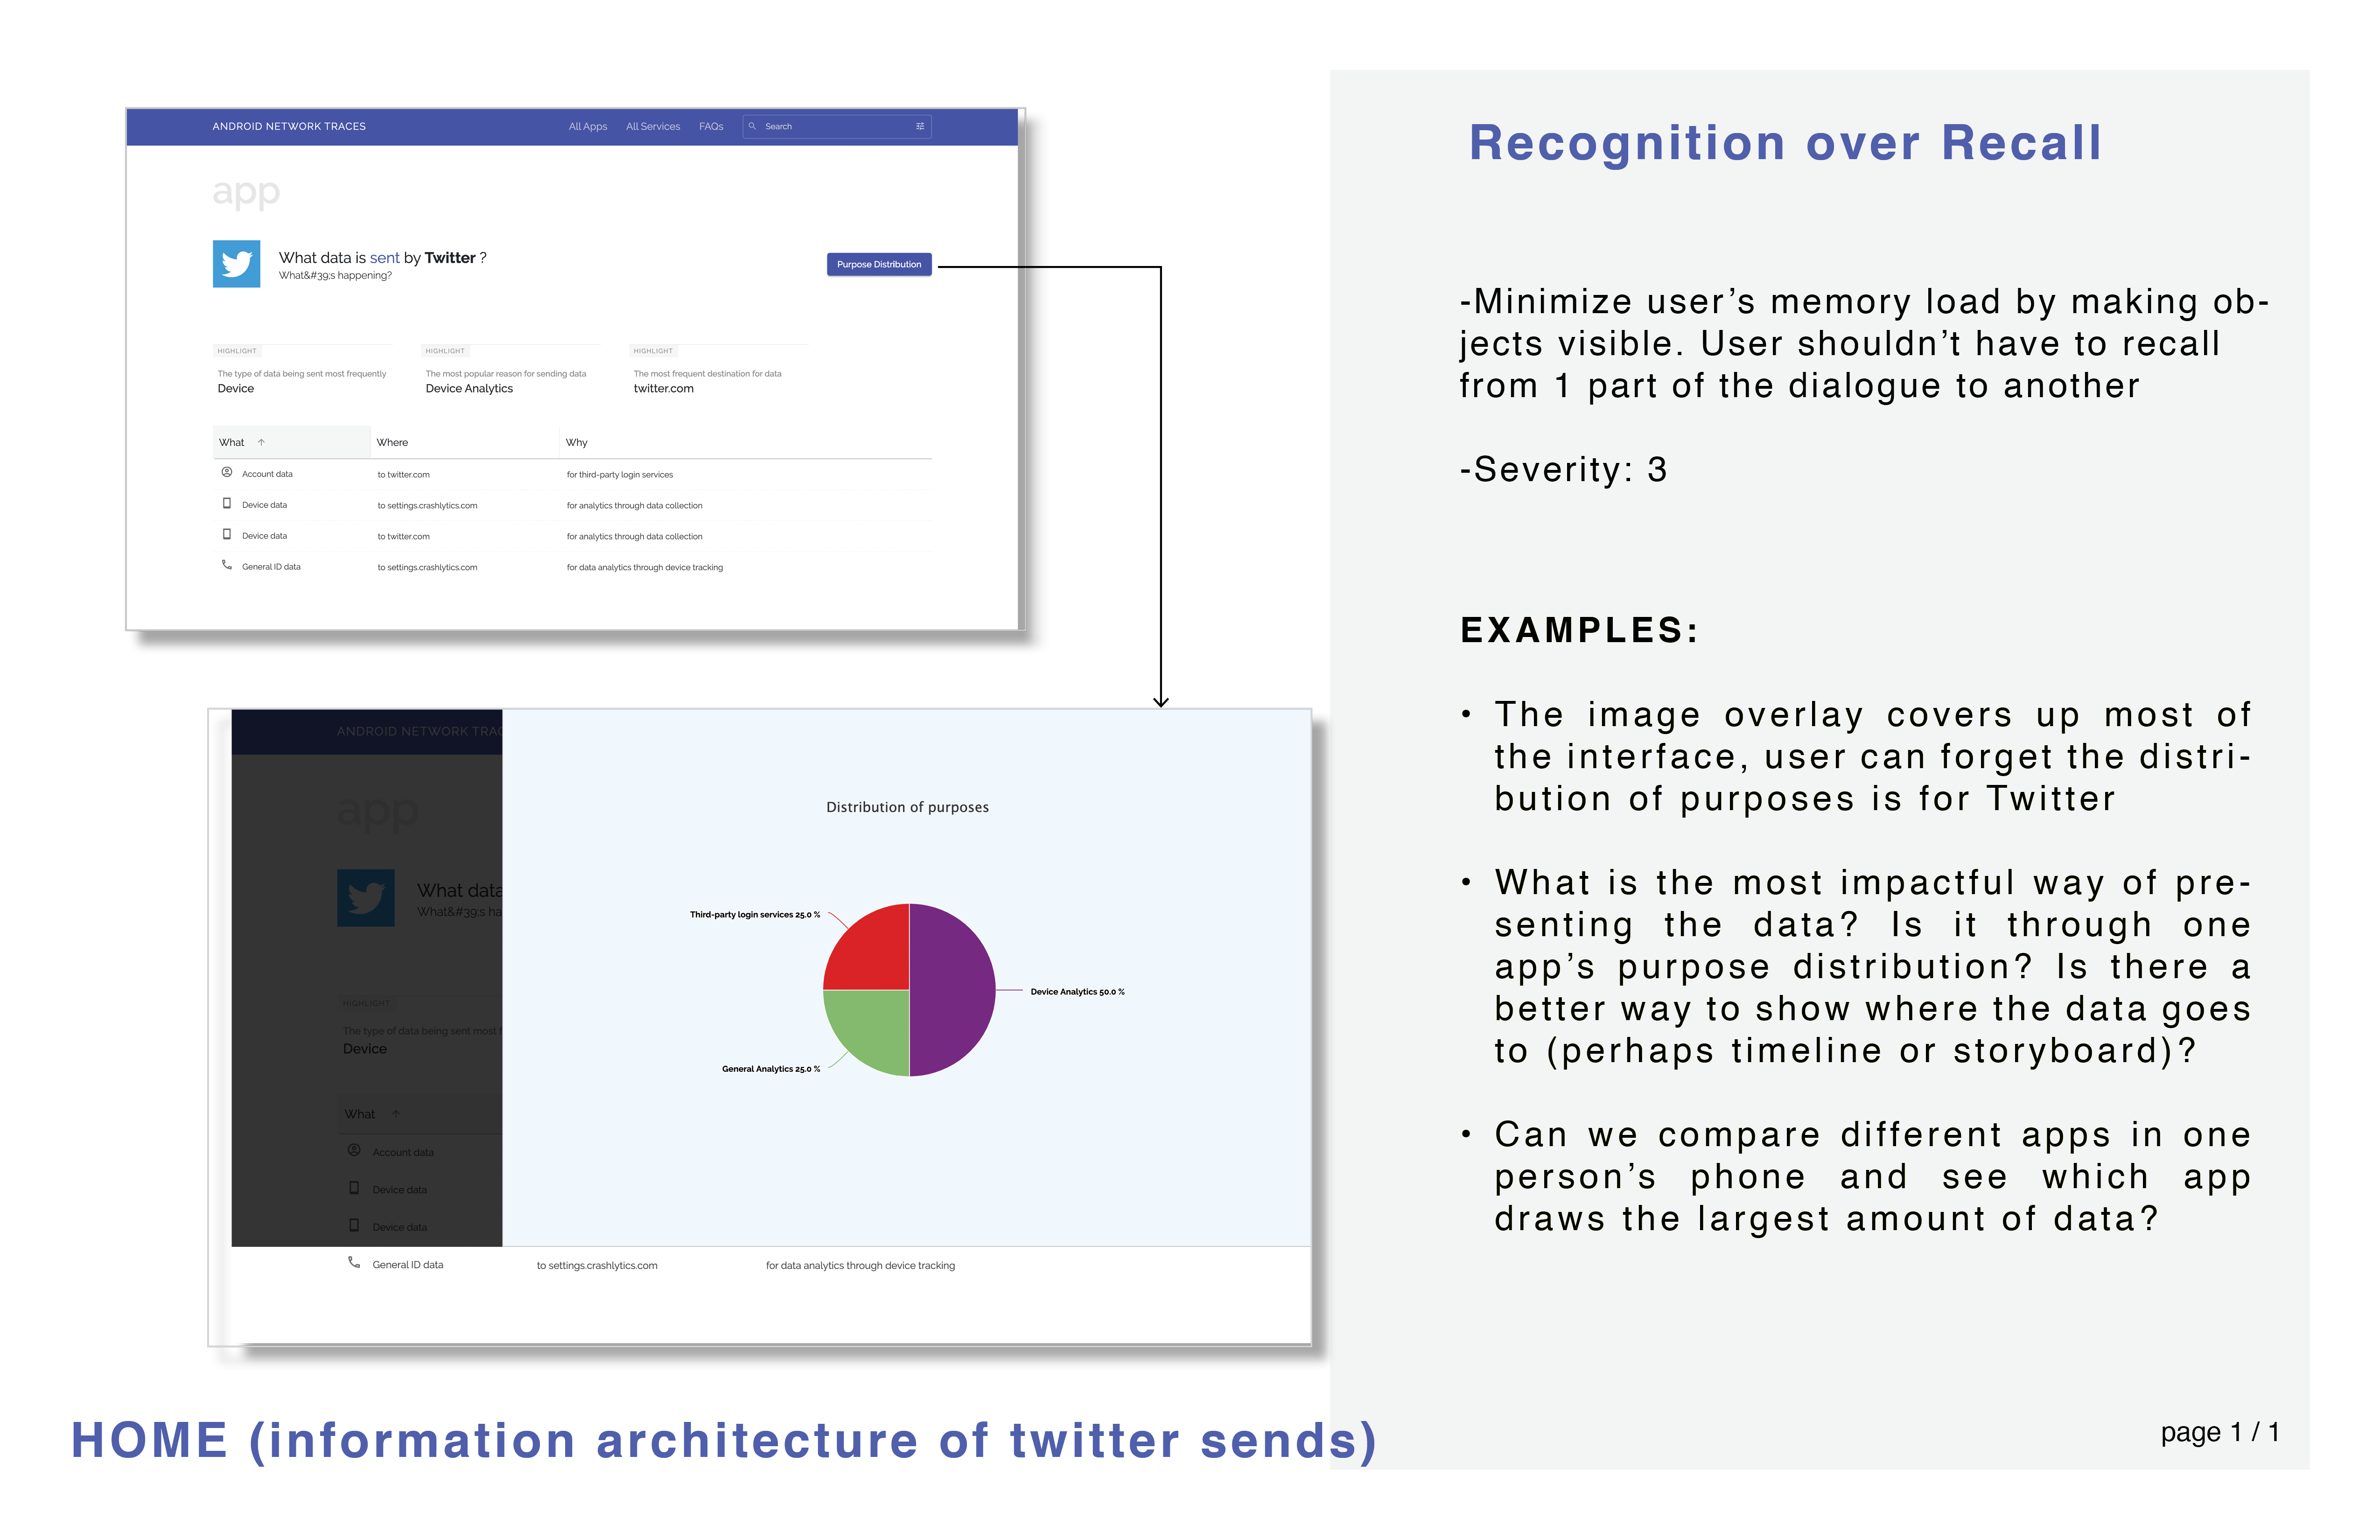 ANDROID NETWORK TRACES
All Apps All Services FAQs Search
app
What data is sent by Twitter ?
What&#39;s happening?
Purpose Distribution
HIGHLIGHT HIGHLIGHT HIGHLIGHT
The type of data being sent most frequently The most popular reason for sending data The most frequent destination for data
Device Device Analytics twitter.com
What Where Why
Account data to twitter.com for third-party login services
Device data to settings.crashlytics.com for analytics through data collection
Device data to twitter.com for analytics through data collection
General ID data to settings.crashlytics.com for data analytics through device tracking
ANDROID NETWORK TRAC
app
What data
What&#39;s ha
HIGHLIGHT
The type of data being sent most f
Device
What
Account data
Device data
Device data
General ID data to settings.crashlytics.com for data analytics through device tracking
Distribution of purposes
Third-party login services 25.0 %
Device Analytics 50.0 %
General Analytics 25.0 %
HOME (information architecture of twitter sends)
Recognition over Recall
-Minimize user’s memory load by making ob-
jects visible. User shouldn’t have to recall
from 1 part of the dialogue to another
-Severity: 3
EXAMPLES:
• The image overlay covers up most of
the interface, user can forget the distri-
bution of purposes is for Twitter
• What is the most impactful way of pre-
senting the data? Is it through one
app’s purpose distribution? Is there a
better way to show where the data goes
to (perhaps timeline or storyboard)?
• Can we compare different apps in one
person’s phone and see which app
draws the largest amount of data?
page 1 / 1